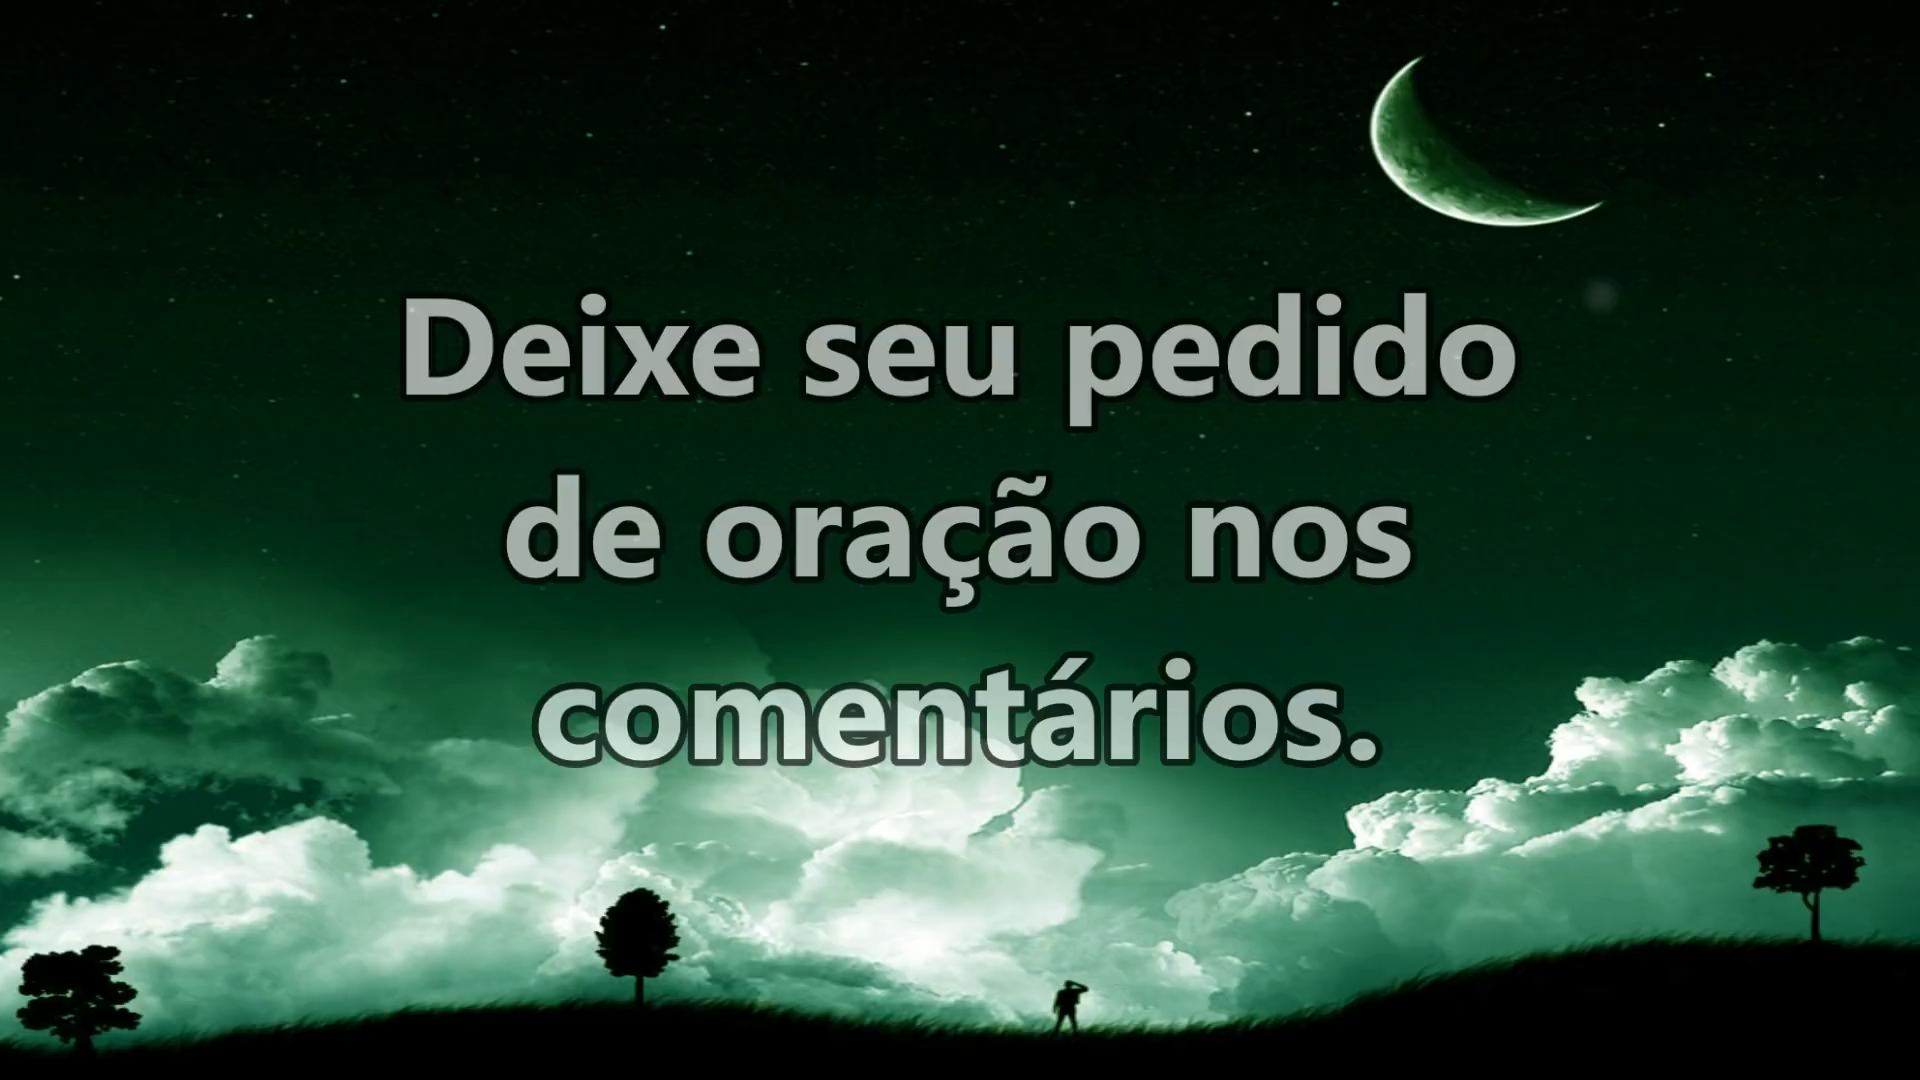 Deixe seu pedido
de oração nos
comentários.